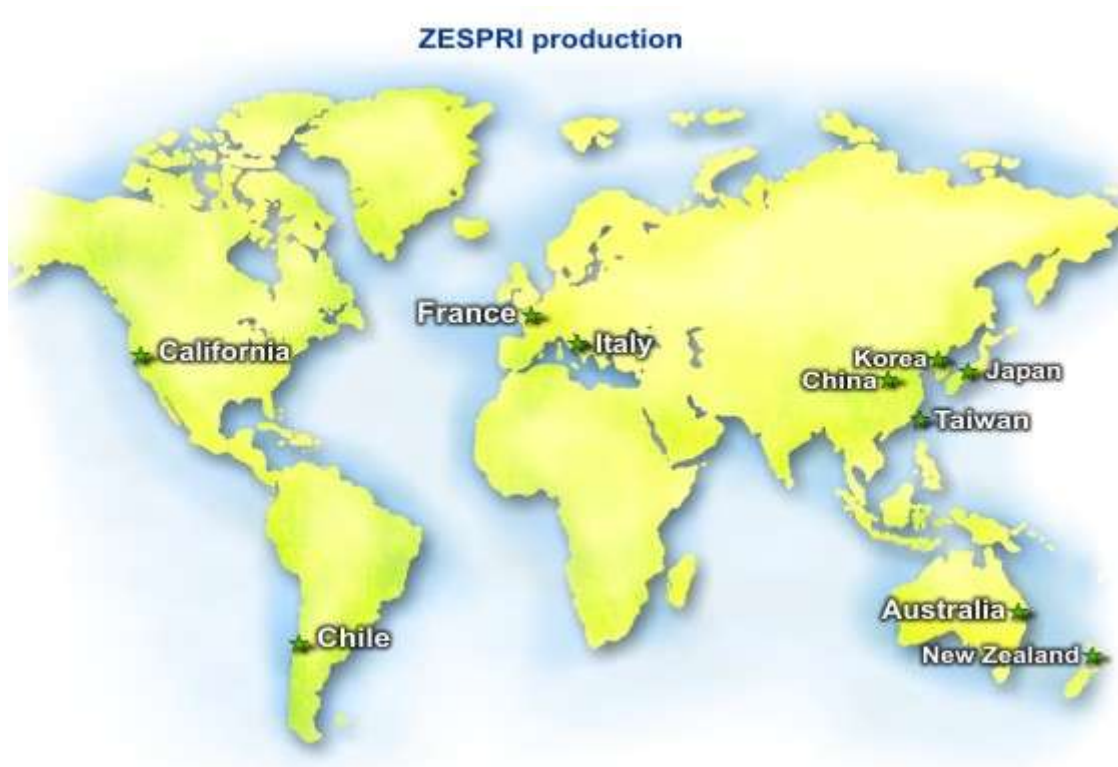 ZESPRI production
France
Italy
California
Korea
Japan
China
Taiwan
Australia
Chile
New Zealand